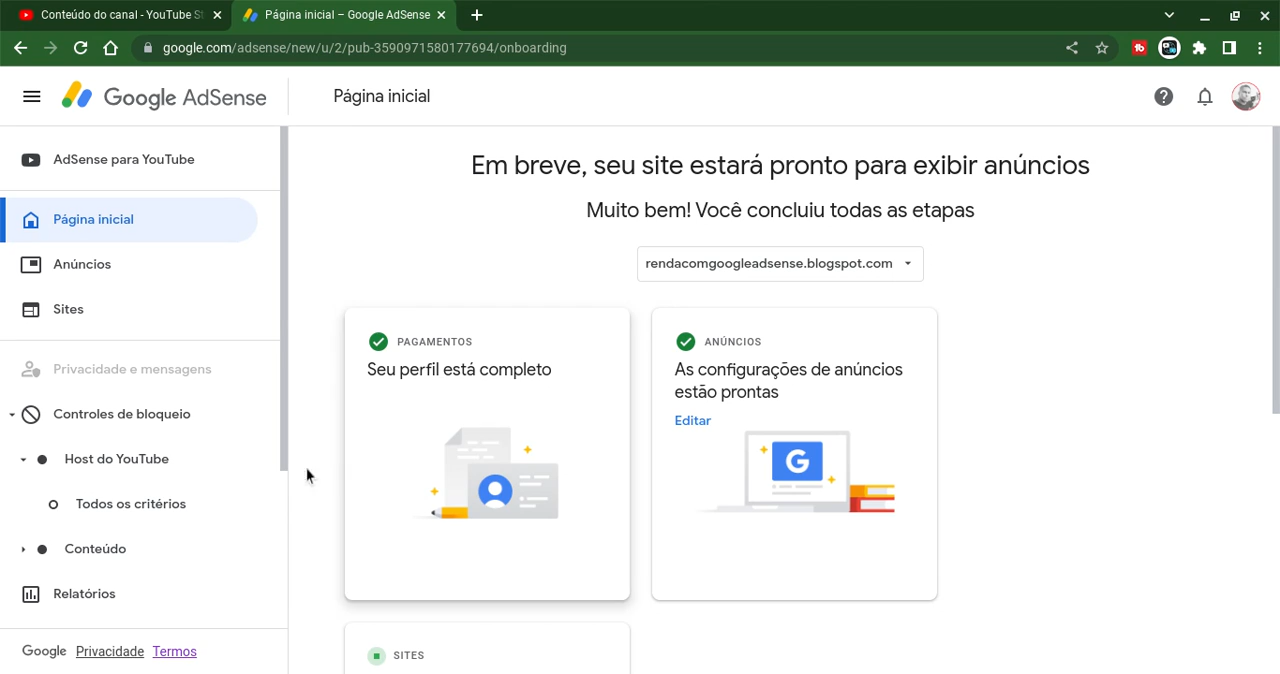 Conteúdo do canal - YouTube St
Página inicial – Google AdSense
google.com/adsense/new/u/2/pub-3590971580177694/onboarding
Google AdSense
Página inicial
AdSense para YouTube
Página inicial
Anúncios
Sites
Privacidade e mensagens
Controles de bloqueio
Host do YouTube
Todos os critérios
Conteúdo
Relatórios
Google Privacidade Termos
Em breve, seu site estará pronto para exibir anúncios
Muito bem! Você concluiu todas as etapas
rendacomgoogleadsense.blogspot.com
PAGAMENTOS
Seu perfil está completo
ANÚNCIOS
As configurações de anúncios
estão prontas
Editar
G
SITES